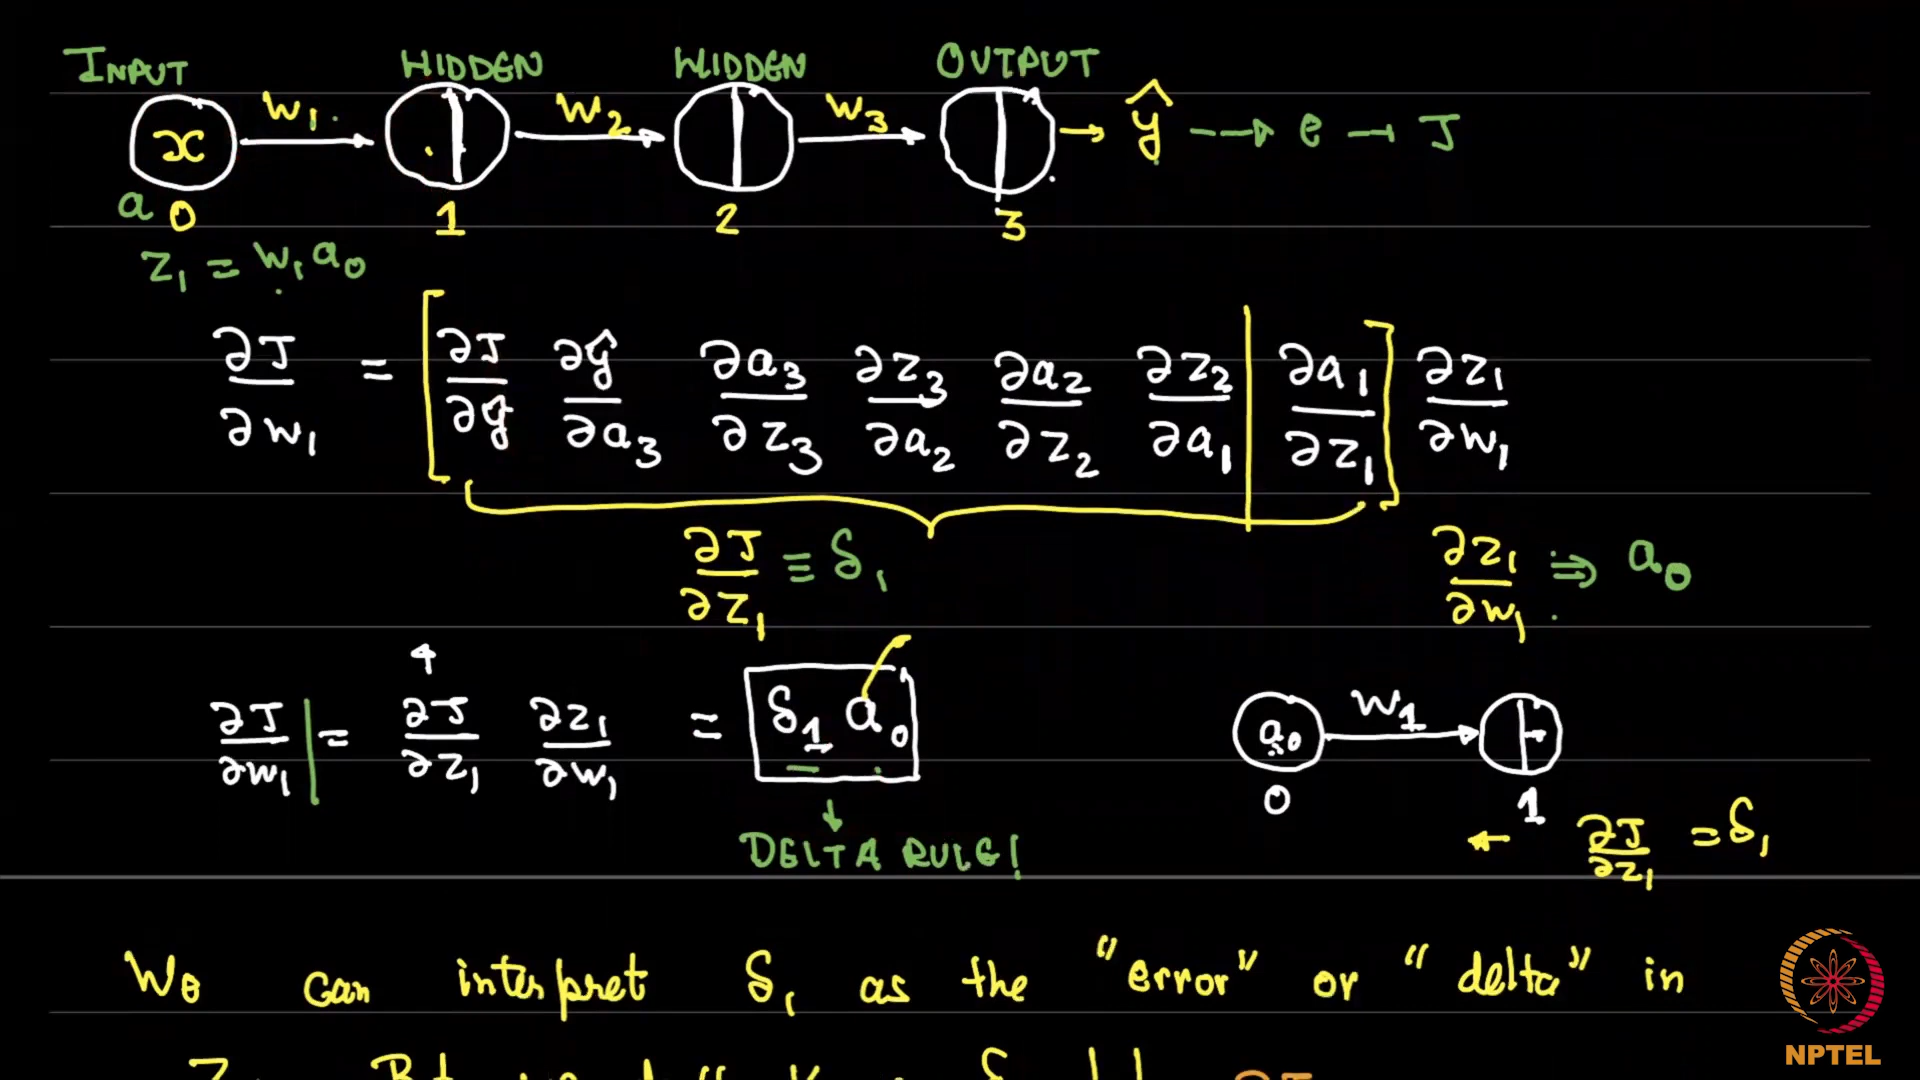 INPUT HIDDEN HIDDEN OUTPUT
x w₁ w₂ w₃ → ŷ --→ e → J
a 0 1 2 3
z₁ = w₁ a₀
∂J/∂w₁ = [∂J/∂ŷ ∂ŷ/∂a₃ ∂a₃/∂z₃ ∂z₃/∂a₂ ∂a₂/∂z₂ ∂z₂/∂a₁ | ∂a₁/∂z₁] ∂z₁/∂w₁
∂J/∂z₁ ≡ δ₁ ∂z₁/∂w₁ ⇒ a₀
∂J/∂w₁ | = ∂J/∂z₁ ∂z₁/∂w₁ = δ₁ a₀
a₀ w₁
0 1
DELTA RULE!
← ∂J/∂z₁ = δ₁
We can interpret δ₁ as the "error" or "delta" in
NPTEL